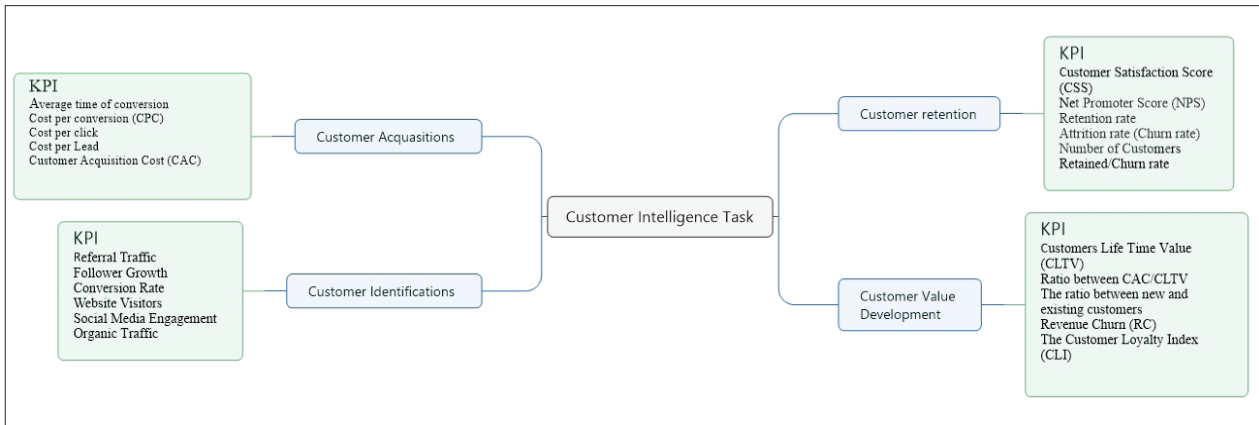 KPI
Average time of conversion
Cost per conversion (CPC)
Cost per click
Cost per Lead
Customer Acquisition Cost (CAC)
Customer Acquasitions
KPI
Referral Traffic
Follower Growth
Conversion Rate
Website Visitors
Social Media Engagement
Organic Traffic
Customer Identifications
Customer Intelligence Task
Customer retention
KPI
Customer Satisfaction Score
(CSS)
Net Promoter Score (NPS)
Retention rate
Attrition rate (Churn rate)
Number of Customers
Retained/Churn rate
Customer Value
Development
KPI
Customers Life Time Value
(CLTV)
Ratio between CAC/CLTV
The ratio between new and
existing customers
Revenue Churn (RC)
The Customer Loyalty Index
(CLI)